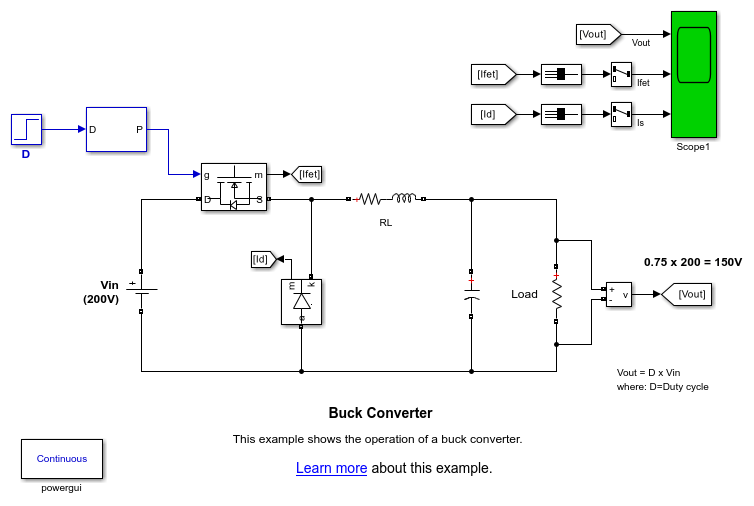 [Vout]
Vout
[Ifet]
Ifet
[Id]
Is
Scope1
D
P
D
g
m
[Ifet]
D
S
RL
[Id]
m
k
a
Vin
(200V)
+
Load
+
-
v
0.75 x 200 = 150V
[Vout]
Vout = D x Vin
where: D=Duty cycle
Buck Converter
This example shows the operation of a buck converter.
Continuous
Learn more about this example.
powergui